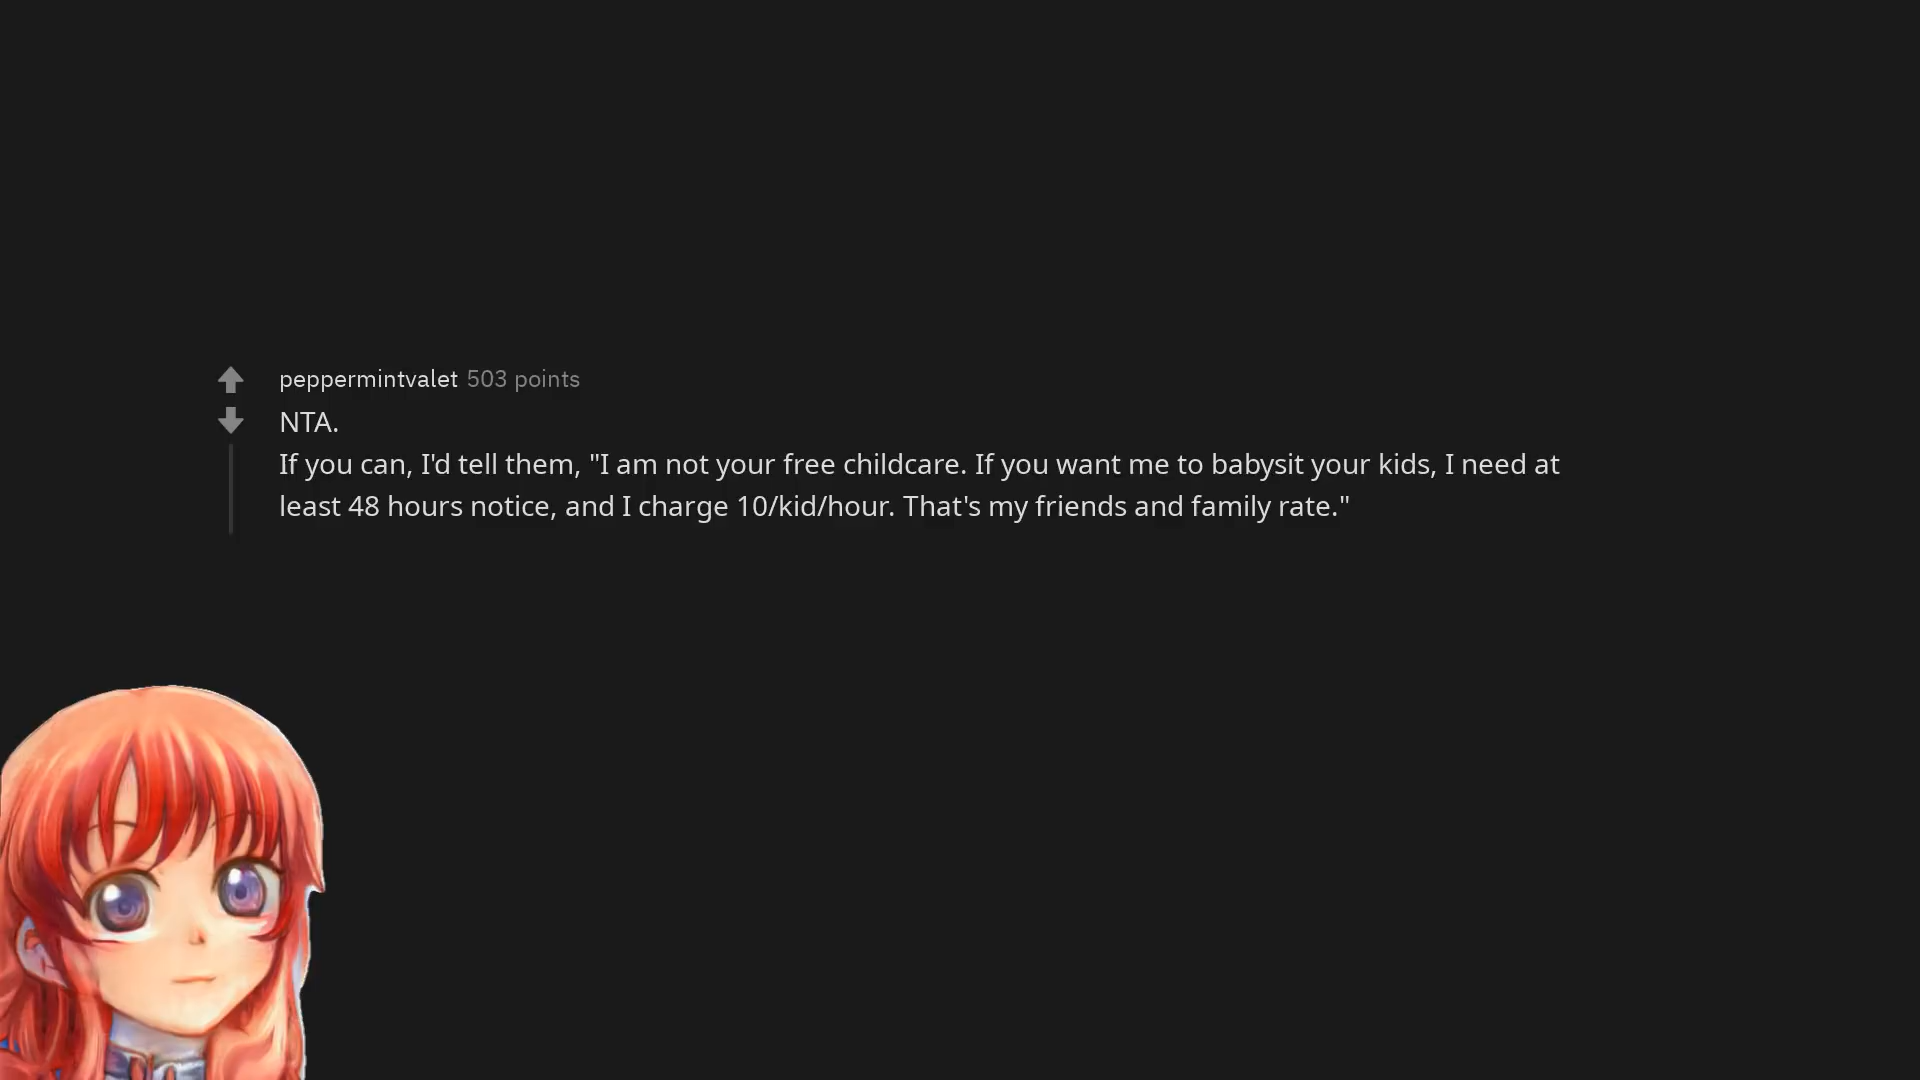 peppermintvalet 503 points
NTA.
If you can, I'd tell them, "I am not your free childcare. If you want me to babysit your kids, I need at
least 48 hours notice, and I charge 10/kid/hour. That's my friends and family rate."